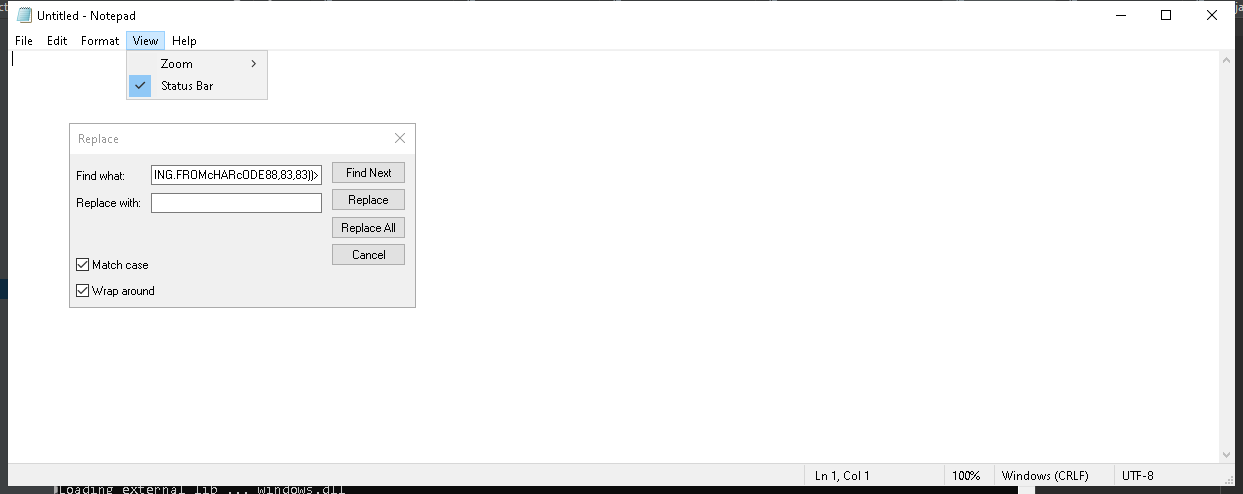 Untitled - Notepad
File Edit Format View Help
Zoom
Status Bar
Replace
Find what: ING.FROMcHARcODE88,83,83))> Find Next
Replace with: Replace
Replace All
Cancel
Match case
Wrap around
Ln 1, Col 1 100% Windows (CRLF) UTF-8
Loading external lib ... windows.dll